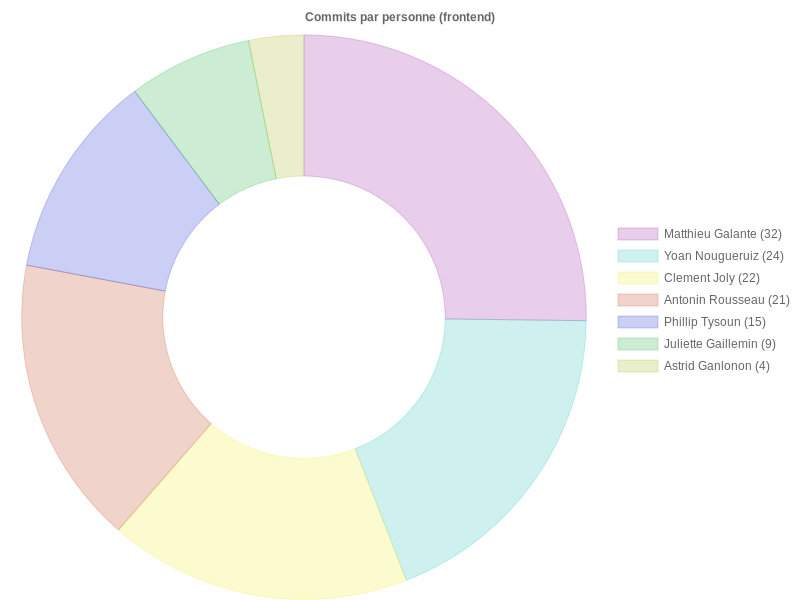 Commits par personne (frontend)
Matthieu Galante (32)
Yoan Nougueruiz (24)
Clement Joly (22)
Antonin Rousseau (21)
Phillip Tysoun (15)
Juliette Gaillemin (9)
Astrid Ganlonon (4)